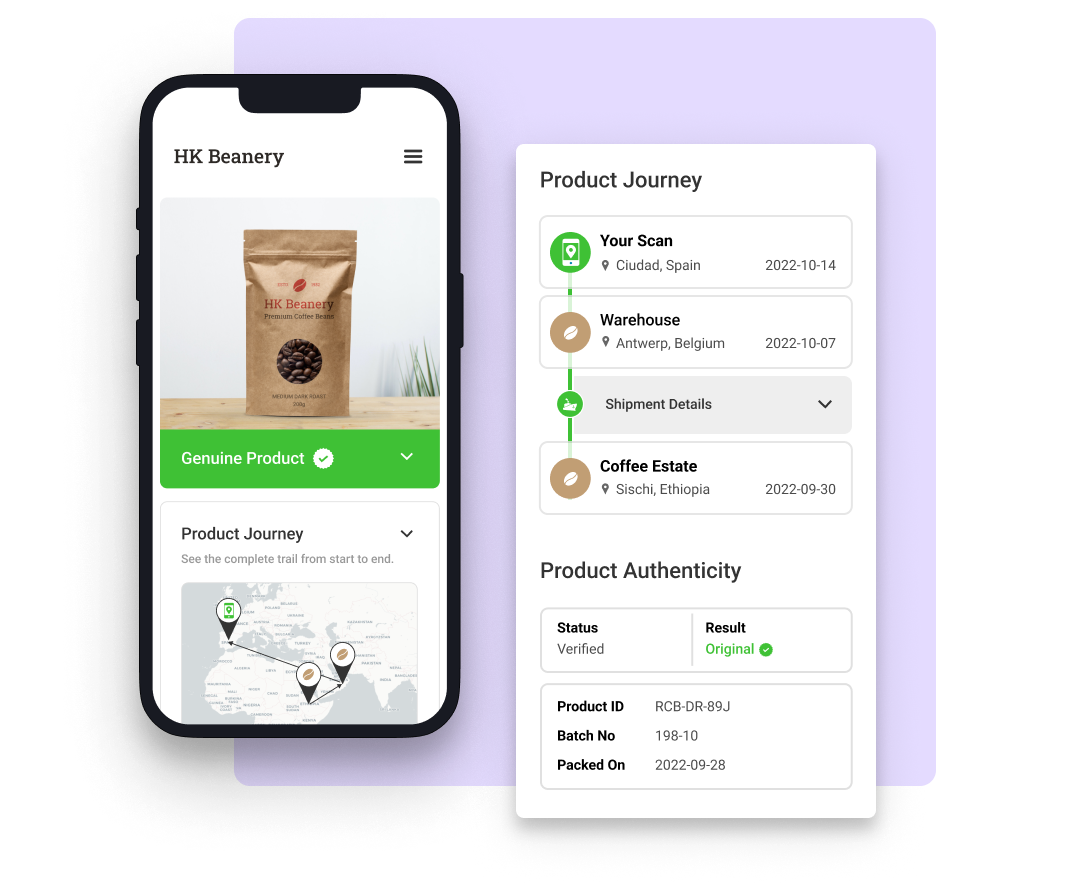 HK Beanery
HK Beanery
Premium Coffee Beans
MEDIUM DARK ROAST
200g
Genuine Product
Product Journey
See the complete trail from start to end.
Product Journey
Your Scan
Ciudad, Spain 2022-10-14
Warehouse
Antwerp, Belgium 2022-10-07
Shipment Details
Coffee Estate
Sischi, Ethiopia 2022-09-30
Product Authenticity
Status Result
Verified Original
Product ID RCB-DR-89J
Batch No 198-10
Packed On 2022-09-28